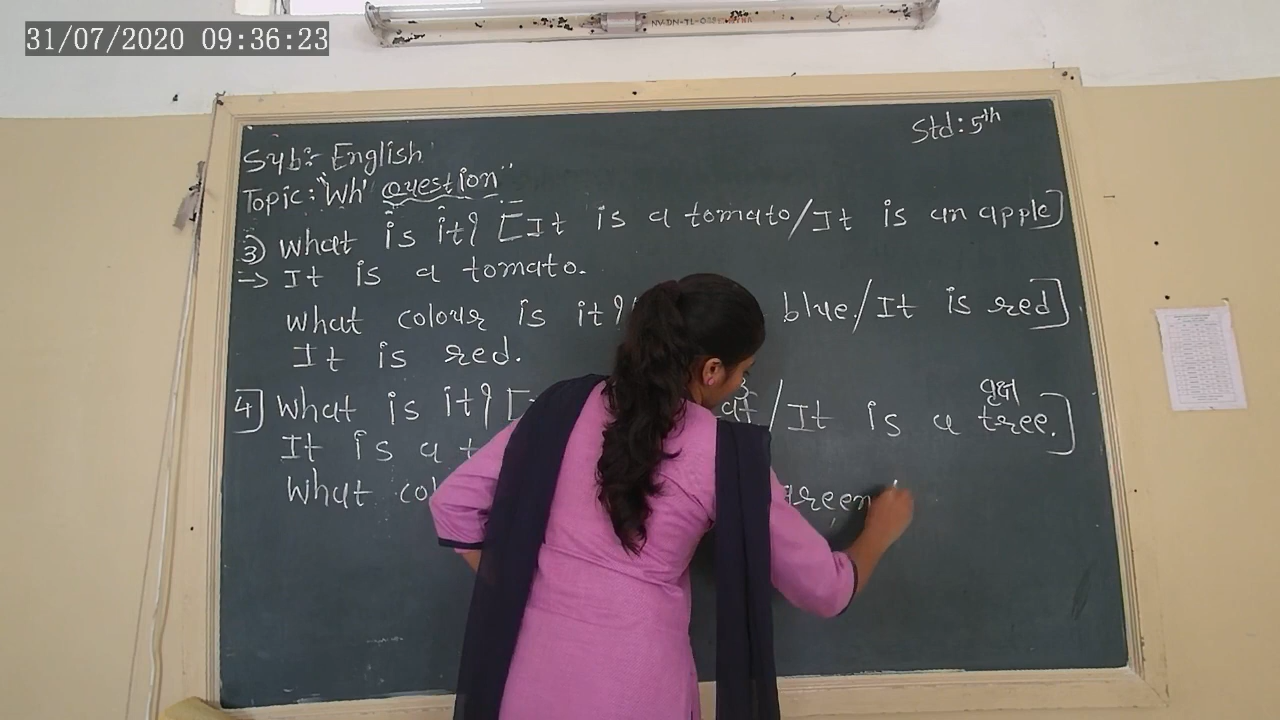 31/07/2020 09:36:23
Std: 5th
Sub:- English
Topic: "Wh' question"
3) What is it? [It is a tomato/It is an apple]
→ It is a tomato.
What colour is it? blue./It is red]
It is red.
વૃક્ષ
4] What is it? [ /It is a tree.]
It is a
What green